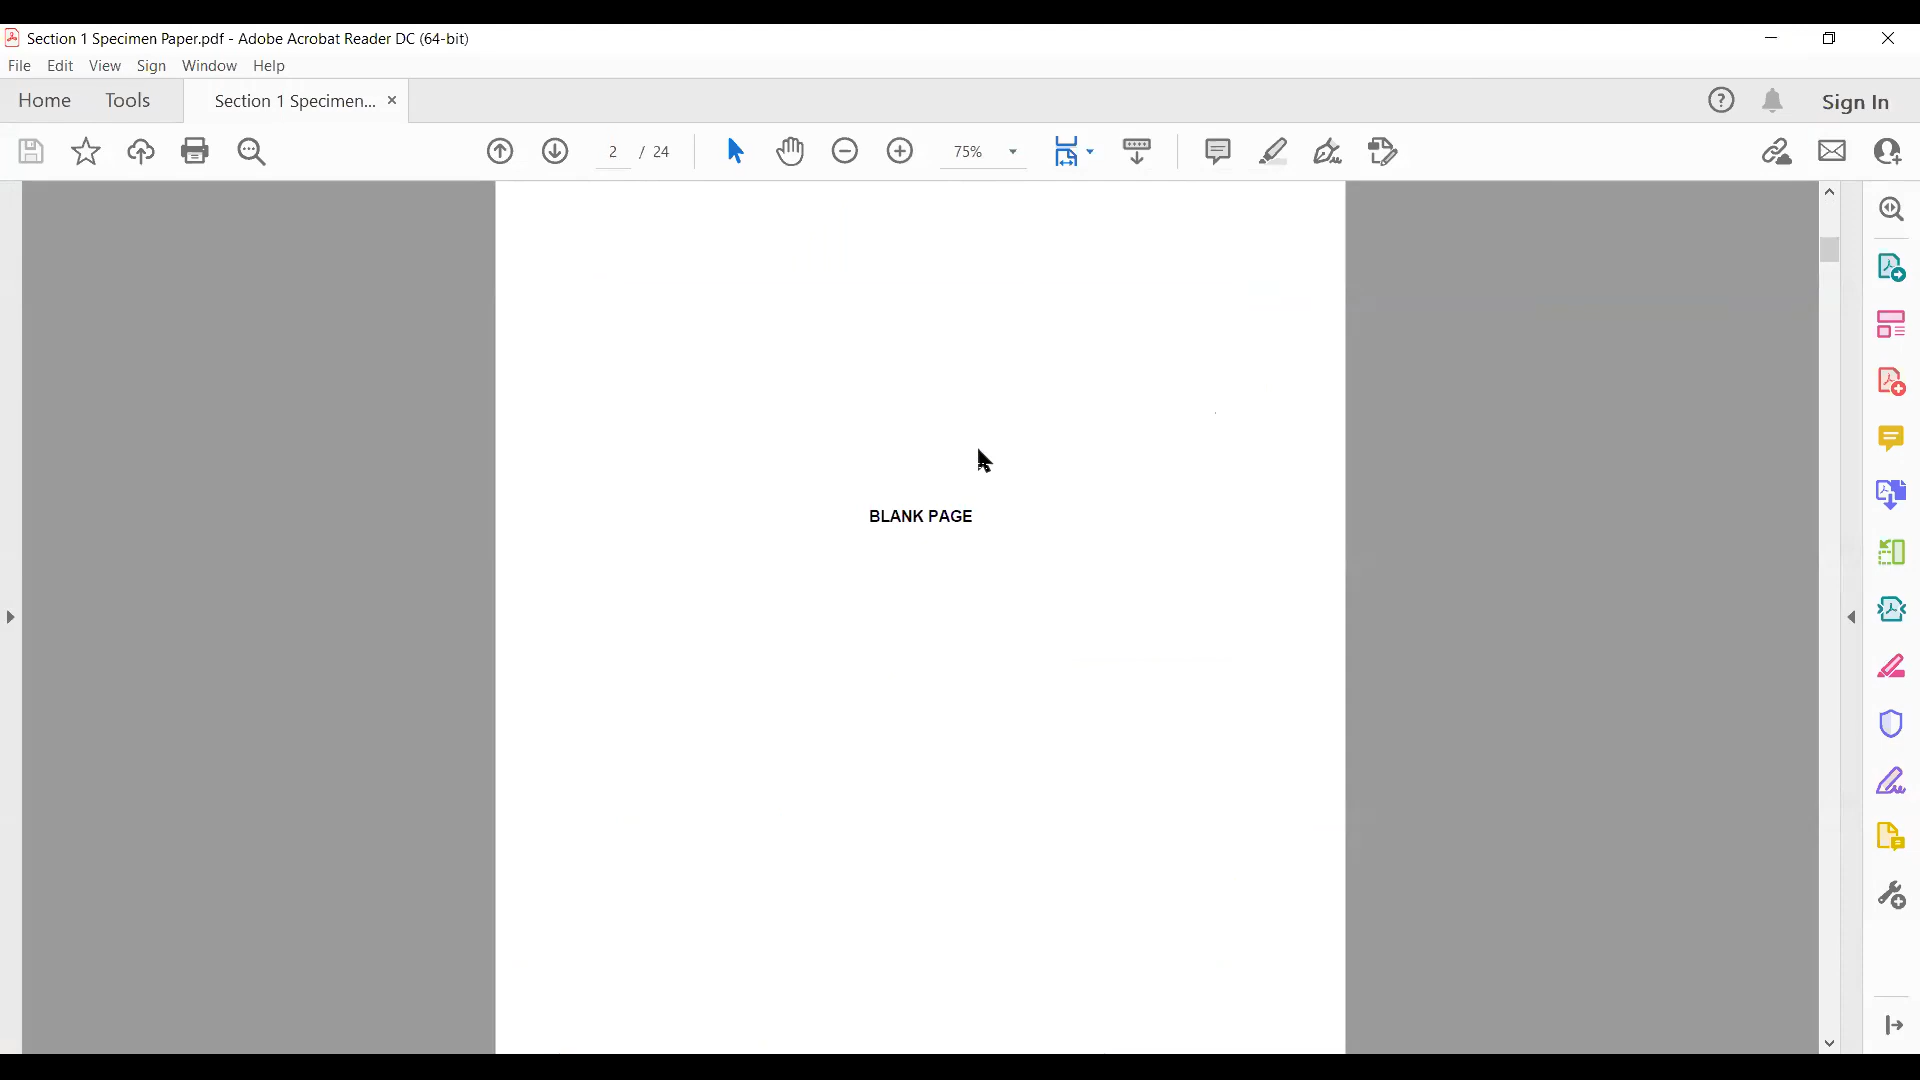 Section 1 Specimen Paper.pdf - Adobe Acrobat Reader DC (64-bit)
File Edit View Sign Window Help
Home Tools Section 1 Specimen... × Sign In
2 / 24 75%
BLANK PAGE